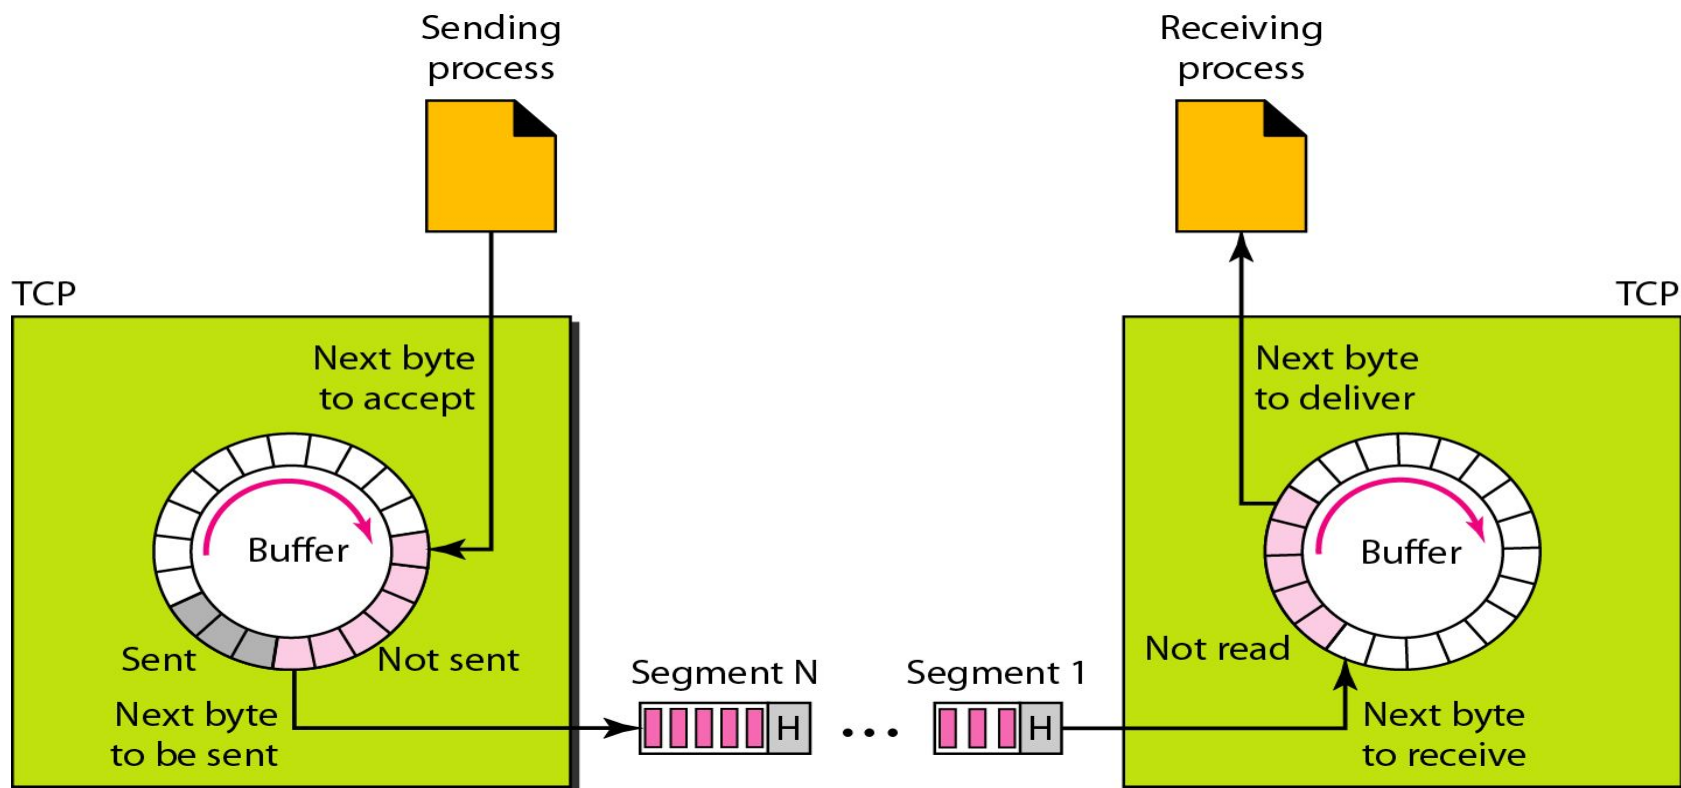 Sending
process
Receiving
process
TCP
TCP
Next byte
to accept
Next byte
to deliver
Buffer
Buffer
Sent
Not sent
Not read
Segment N
Segment 1
Next byte
to be sent
H
...
H
Next byte
to receive